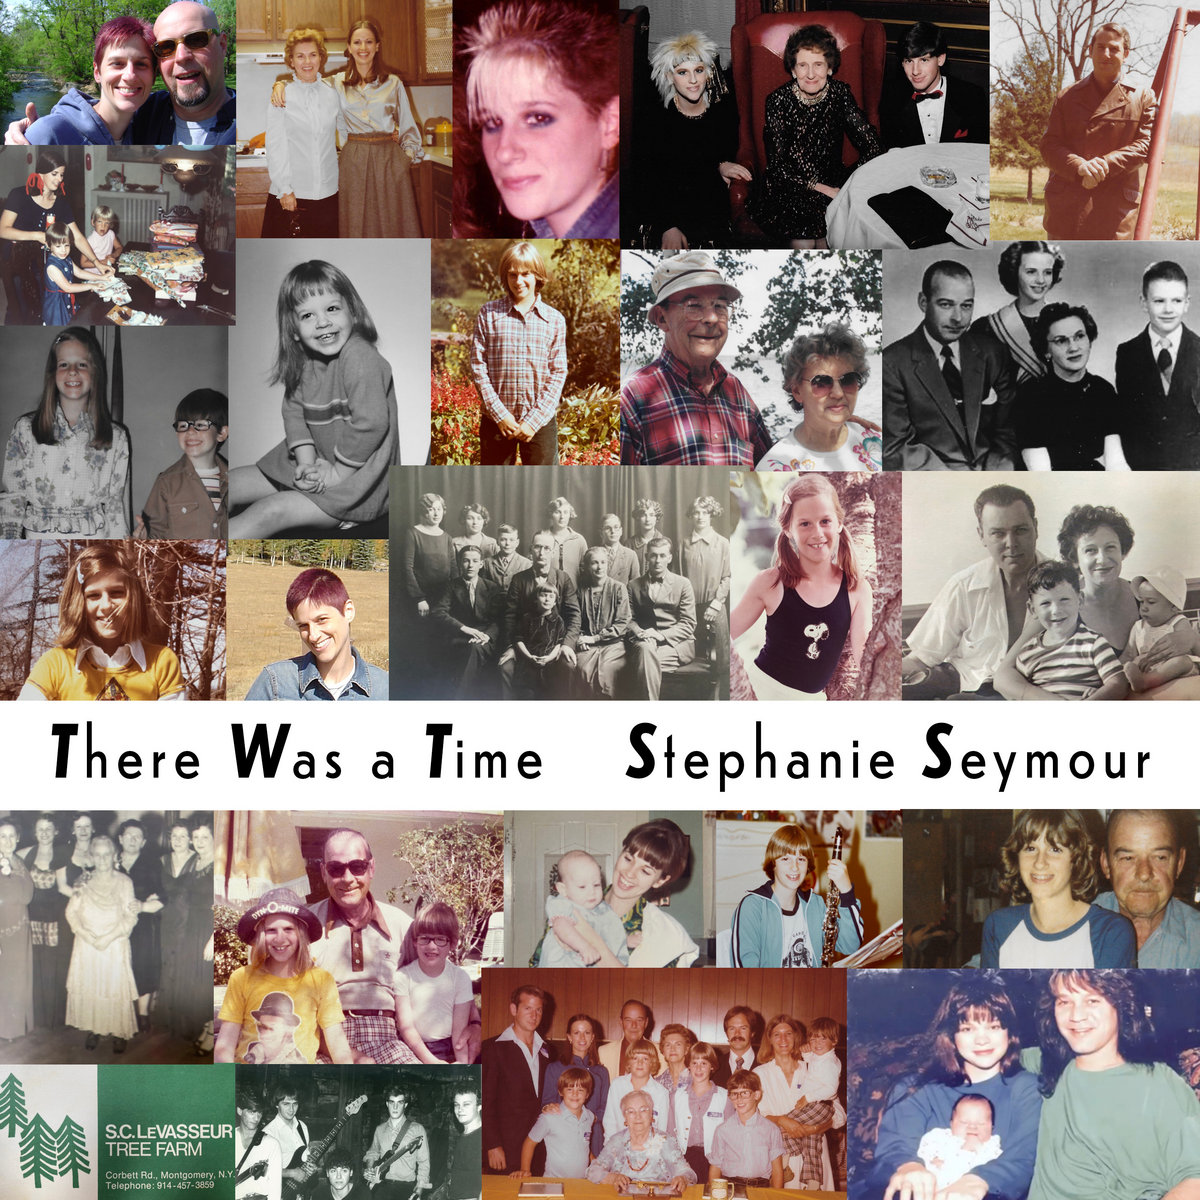 There Was a Time Stephanie Seymour
DYN-O-MITE
S.C. LEVASSEUR
TREE FARM
Corbett Rd., Montgomery, N.Y.
Telephone: 914-457-3859